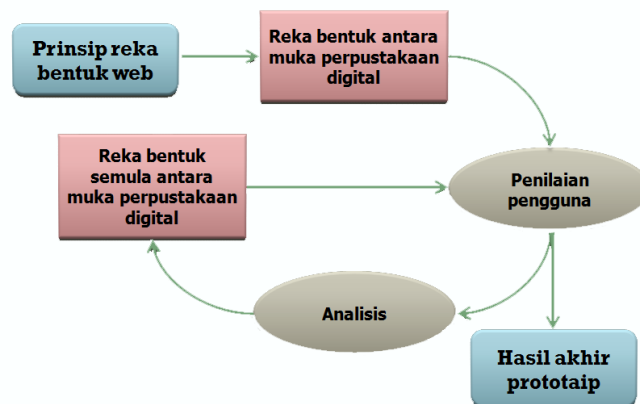 Prinsip reka
bentuk web
Reka bentuk antara
muka perpustakaan
digital
Reka bentuk
semula antara
muka perpustakaan
digital
Penilaian
pengguna
Analisis
Hasil akhir
prototaip